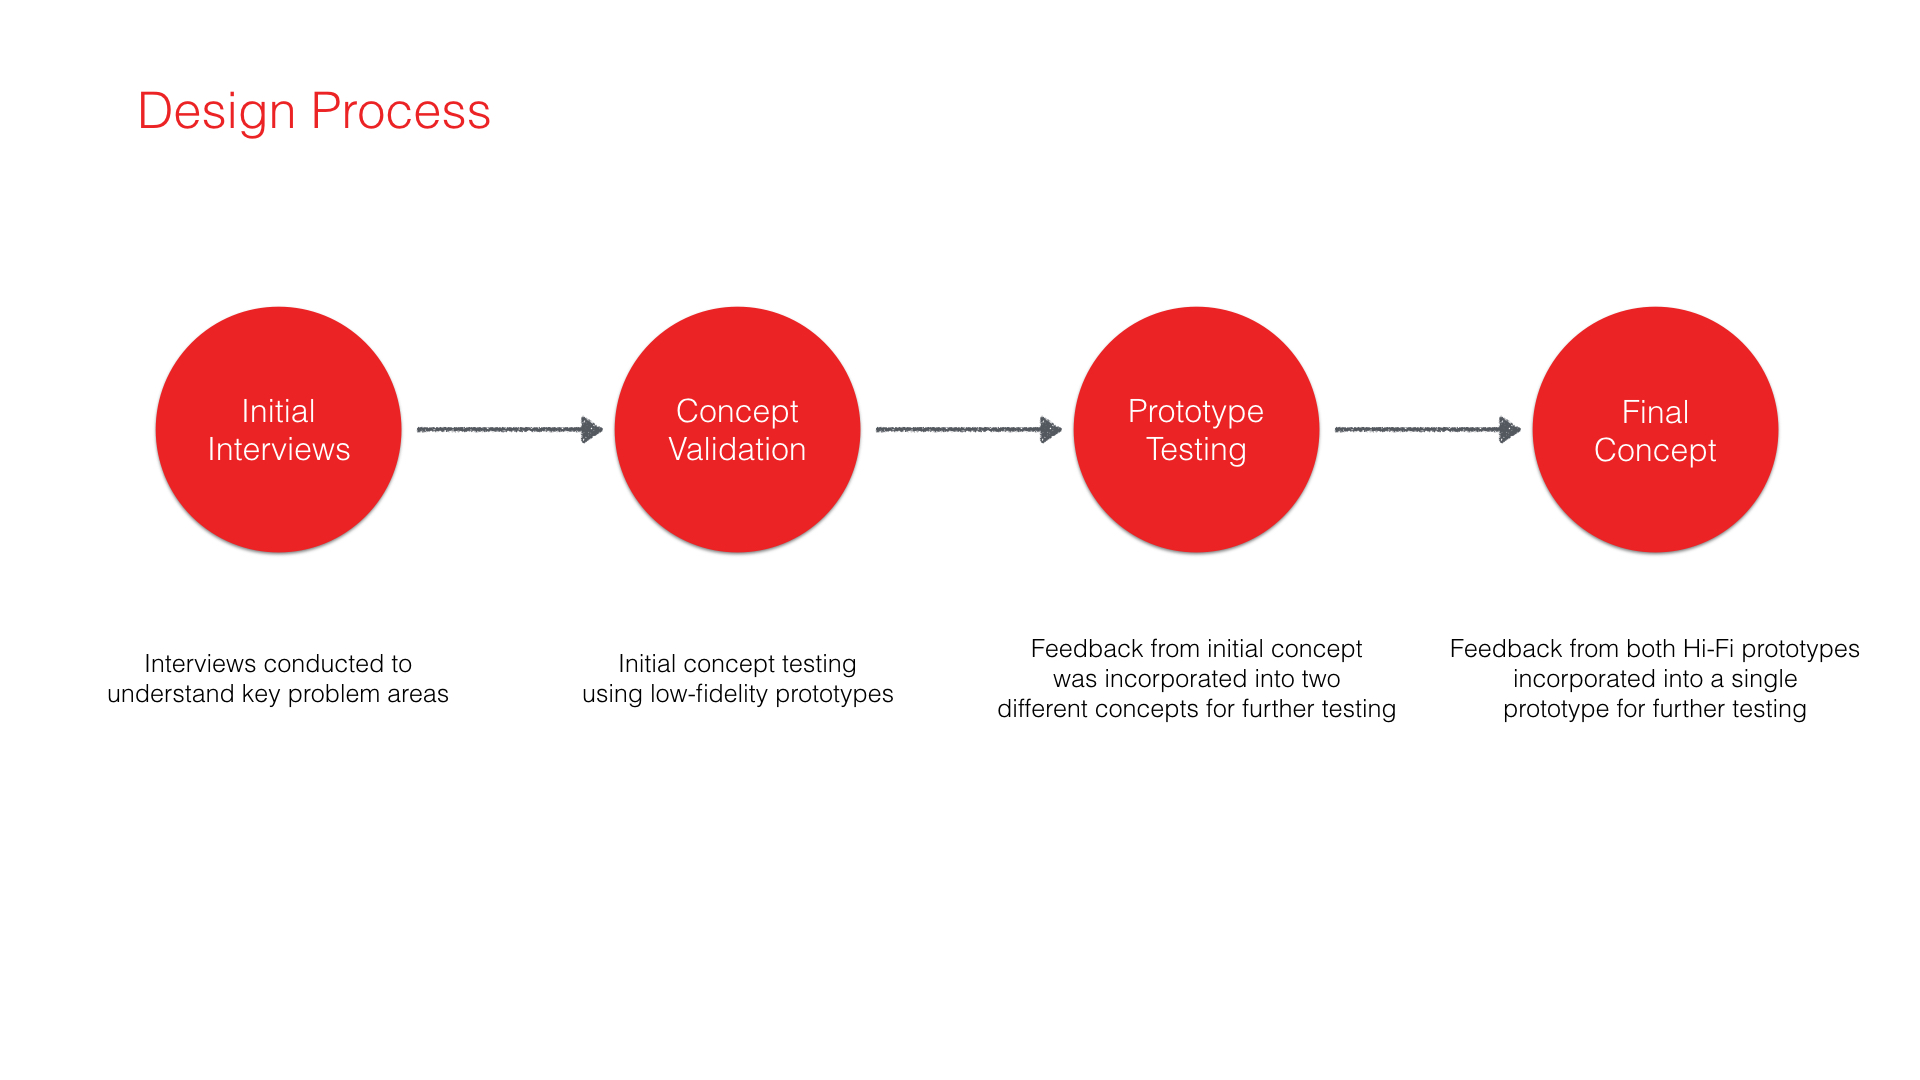 Design Process
Initial
Interviews
Concept
Validation
Prototype
Testing
Final
Concept
Interviews conducted to
understand key problem areas
Initial concept testing
using low-fidelity prototypes
Feedback from initial concept
was incorporated into two
different concepts for further testing
Feedback from both Hi-Fi prototypes
incorporated into a single
prototype for further testing